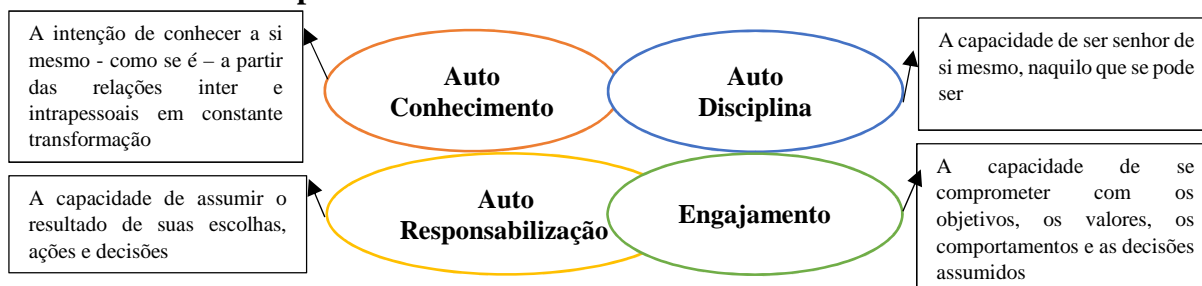 A intenção de conhecer a si
mesmo - como se é – a partir
das relações inter e
intrapessoais em constante
transformação
Auto
Conhecimento
Auto
Disciplina
A capacidade de ser senhor de
si mesmo, naquilo que se pode
ser
A capacidade de assumir o
resultado de suas escolhas,
ações e decisões
Auto
Responsabilização
Engajamento
A capacidade de se
comprometer com os
objetivos, os valores, os
comportamentos e as decisões
assumidos